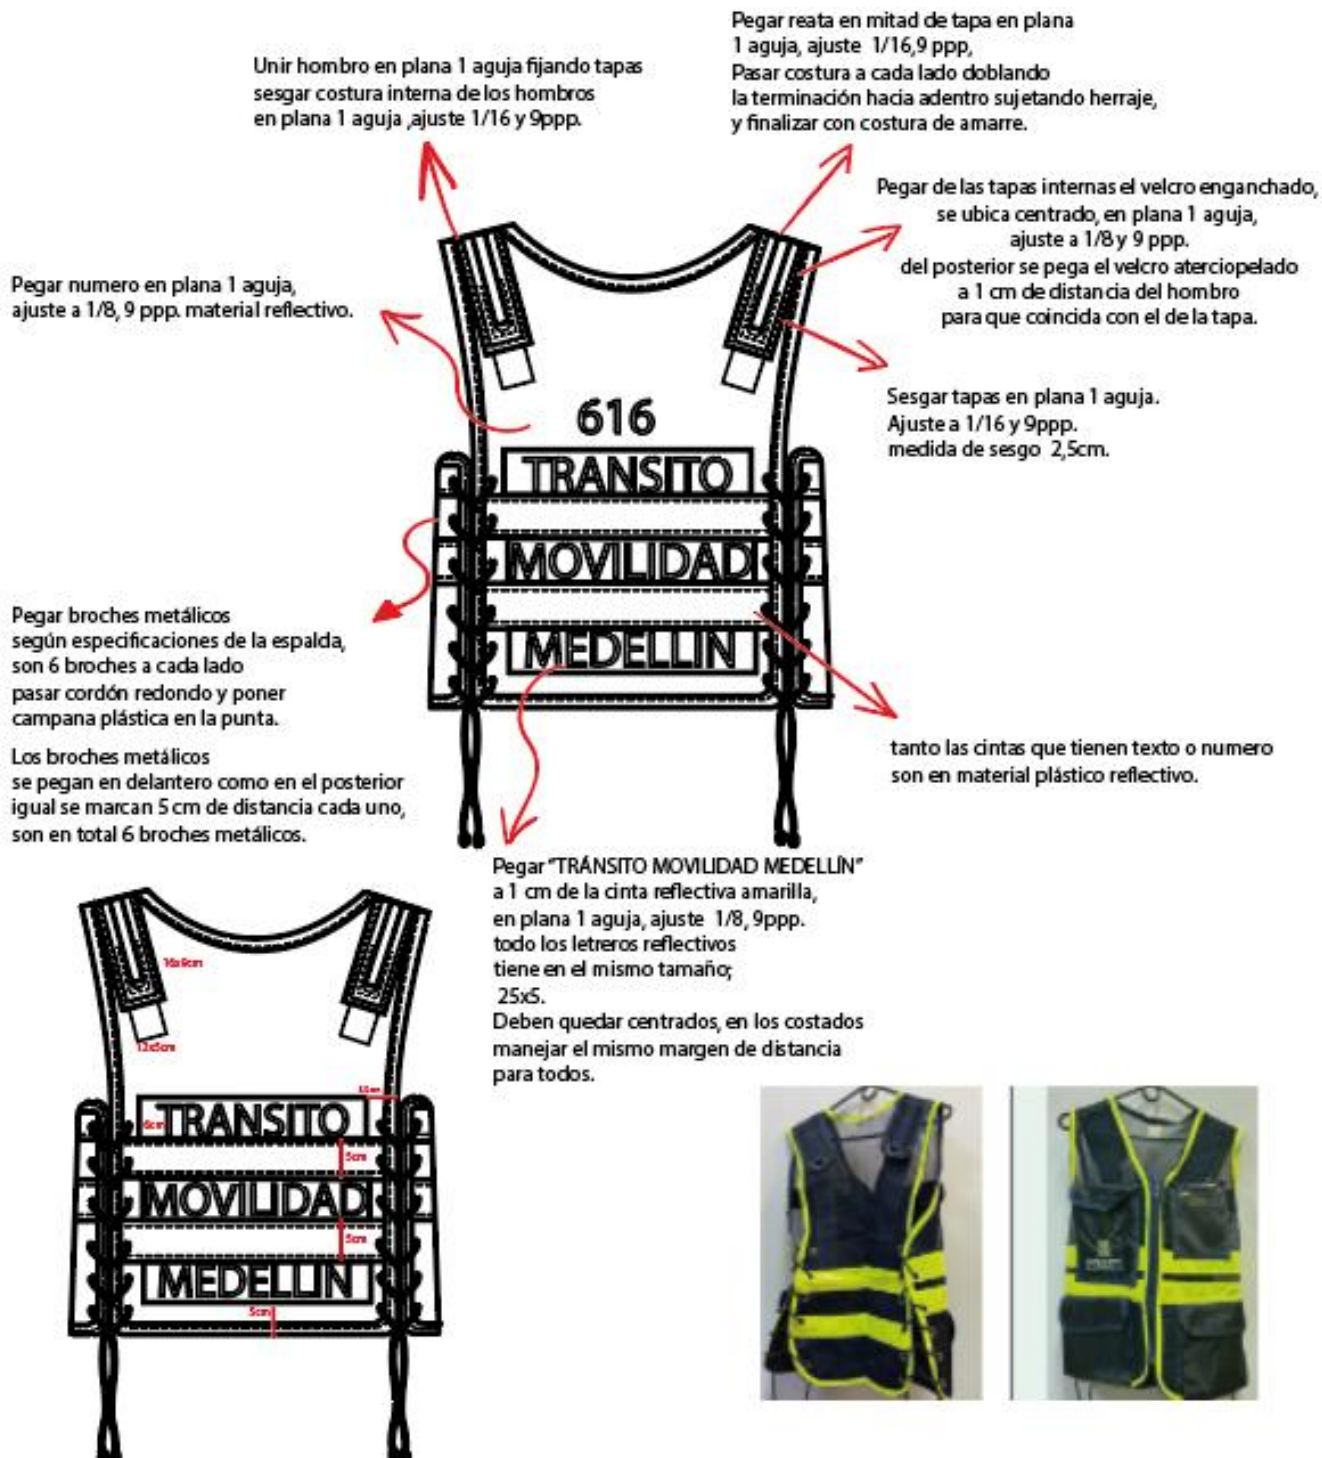 Pegar reata en mitad de tapa en plana
1 aguja, ajuste 1/16,9 ppp,
Pasar costura a cada lado doblando
la terminación hacia adentro sujetando herraje,
y finalizar con costura de amarre.
Unir hombro en plana 1 aguja fijando tapas
sesgar costura interna de los hombros
en plana 1 aguja ,ajuste 1/16 y 9ppp.
Pegar de las tapas internas el velcro enganchado,
se ubica centrado, en plana 1 aguja,
ajuste a 1/8 y 9 ppp.
del posterior se pega el velcro aterciopelado
a 1 cm de distancia del hombro
para que coincida con el de la tapa.
Pegar numero en plana 1 aguja,
ajuste a 1/8, 9 ppp. material reflectivo.
Sesgar tapas en plana 1 aguja.
Ajuste a 1/16 y 9ppp.
medida de sesgo 2,5cm.
616
TRANSITO
MOVILIDAD
MEDELLIN
Pegar broches metálicos
según especificaciones de la espalda,
son 6 broches a cada lado
pasar cordón redondo y poner
campana plástica en la punta.
Los broches metálicos
se pegan en delantero como en el posterior
igual se marcan 5 cm de distancia cada uno,
son en total 6 broches metálicos.
tanto las cintas que tienen texto o numero
son en material plástico reflectivo.
Pegar "TRÁNSITO MOVILIDAD MEDELLÍN"
a 1 cm de la cinta reflectiva amarilla,
en plana 1 aguja, ajuste 1/8, 9ppp.
todo los letreros reflectivos
tiene en el mismo tamaño;
25x5.
Deben quedar centrados, en los costados
manejar el mismo margen de distancia
para todos.
12x5cm
TRANSITO
6cm
5cm
MOVILIDAD
5cm
MEDELLIN
5cm